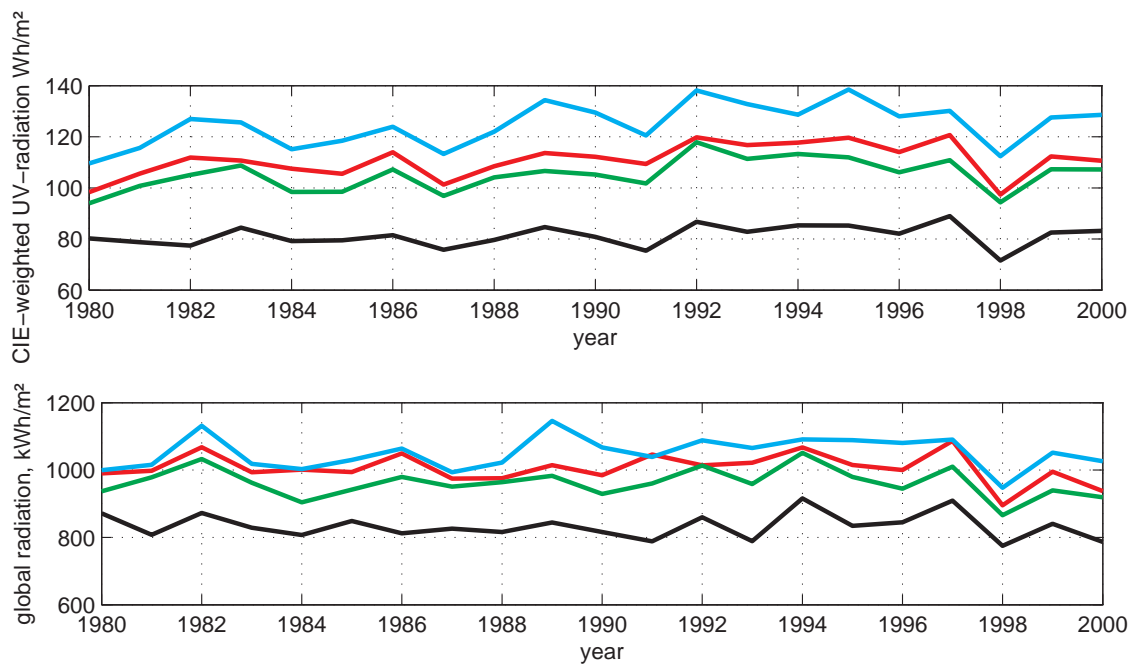 CIE−weighted UV−radiation Wh/m²
140
120
100
80
60
1980 1982 1984 1986 1988 1990 1992 1994 1996 1998 2000
year
global radiation, kWh/m²
1200
1000
800
600
1980 1982 1984 1986 1988 1990 1992 1994 1996 1998 2000
year